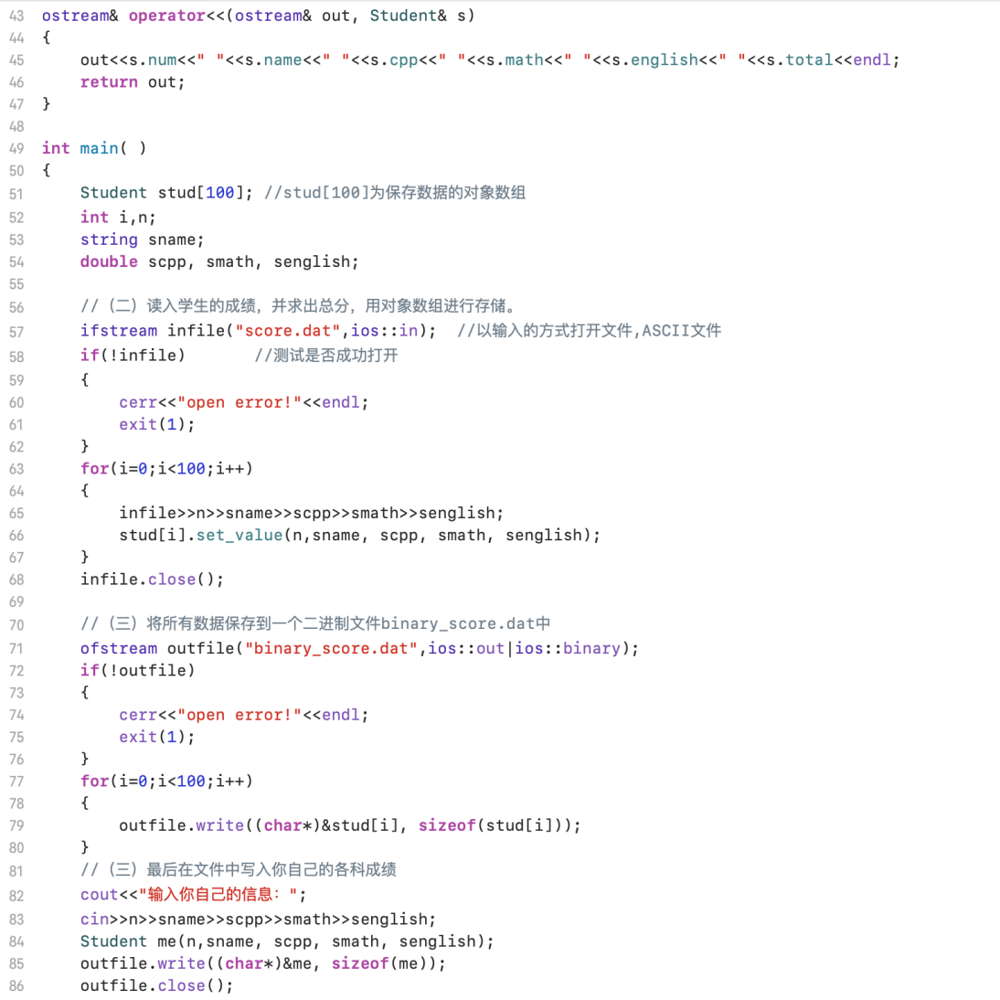 43 ostream& operator<<(ostream& out, Student& s)
44 {
45     out<<s.num<<" "<<s.name<<" "<<s.cpp<<" "<<s.math<<" "<<s.english<<" "<<s.total<<endl;
46     return out;
47 }
48
49 int main( )
50 {
51     Student stud[100]; //stud[100]为保存数据的对象数组
52     int i,n;
53     string sname;
54     double scpp, smath, senglish;
55
56     //（二）读入学生的成绩，并求出总分，用对象数组进行存储。
57     ifstream infile("score.dat",ios::in);  //以输入的方式打开文件,ASCII文件
58     if(!infile)       //测试是否成功打开
59     {
60         cerr<<"open error!"<<endl;
61         exit(1);
62     }
63     for(i=0;i<100;i++)
64     {
65         infile>>n>>sname>>scpp>>smath>>senglish;
66         stud[i].set_value(n,sname, scpp, smath, senglish);
67     }
68     infile.close();
69
70     //（三）将所有数据保存到一个二进制文件binary_score.dat中
71     ofstream outfile("binary_score.dat",ios::out|ios::binary);
72     if(!outfile)
73     {
74         cerr<<"open error!"<<endl;
75         exit(1);
76     }
77     for(i=0;i<100;i++)
78     {
79         outfile.write((char*)&stud[i], sizeof(stud[i]));
80     }
81     //（三）最后在文件中写入你自己的各科成绩
82     cout<<"输入你自己的信息：";
83     cin>>n>>sname>>scpp>>smath>>senglish;
84     Student me(n,sname, scpp, smath, senglish);
85     outfile.write((char*)&me, sizeof(me));
86     outfile.close();